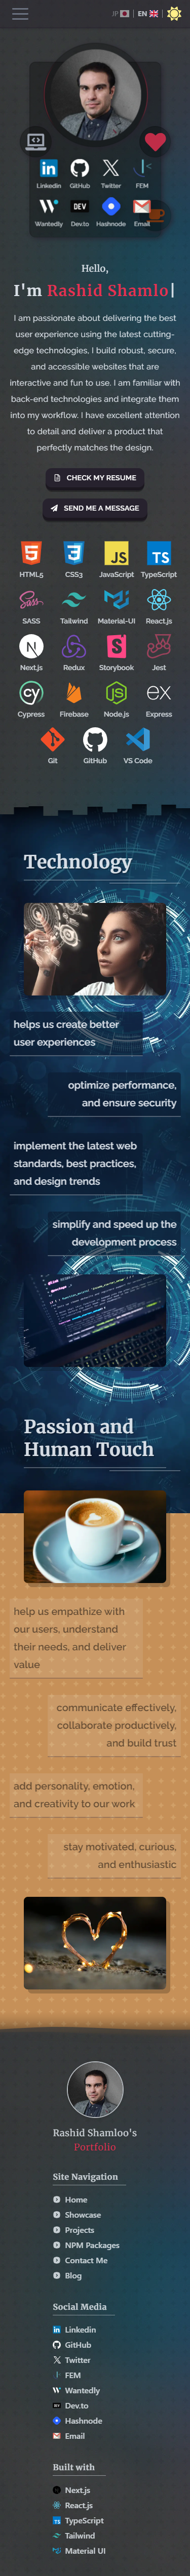 JP | EN
Linkedin GitHub Twitter FEM
Wantedly Dev.to Hashnode Email
Hello,
I'm Rashid Shamlo|
I am passionate about delivering the best
user experience using the latest cutting-
edge technologies, I build robust, secure,
and accessible websites that are
interactive and fun to use. I am familiar with
back-end technologies and integrate them
into my workflow. I have excellent attention
to detail and deliver a product that
perfectly matches the design.
CHECK MY RESUME
SEND ME A MESSAGE
HTML5 CSS3 JavaScript TypeScript
SASS Tailwind Material-UI React.js
Next.js Redux Storybook Jest
Cypress Firebase Node.js Express
Git GitHub VS Code
Technology
helps us create better
user experiences
optimize performance,
and ensure security
implement the latest web
standards, best practices,
and design trends
simplify and speed up the
development process
Passion and
Human Touch
help us empathize with
our users, understand
their needs, and deliver
value
communicate effectively,
collaborate productively,
and build trust
add personality, emotion,
and creativity to our work
stay motivated, curious,
and enthusiastic
Rashid Shamloo's
Portfolio
Site Navigation
Home
Showcase
Projects
NPM Packages
Contact Me
Blog
Social Media
Linkedin
GitHub
Twitter
FEM
Wantedly
Dev.to
Hashnode
Email
Built with
Next.js
React.js
TypeScript
Tailwind
Material UI